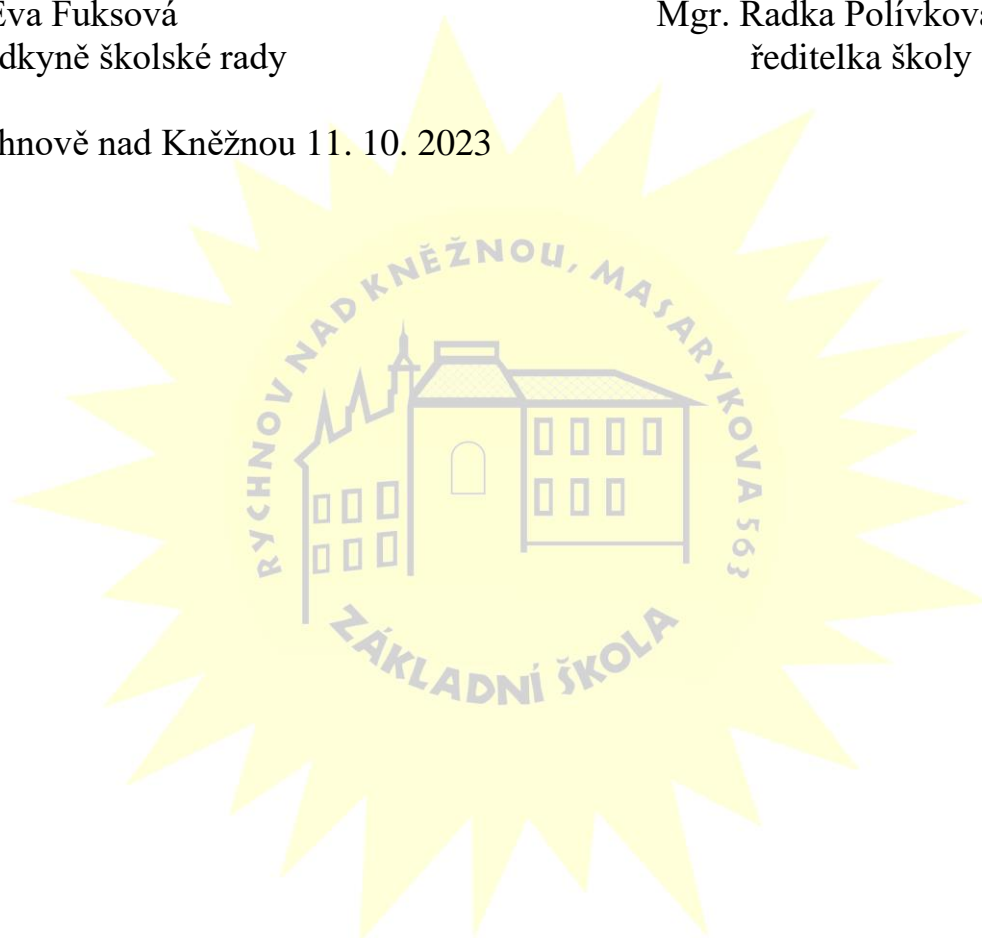 Eva Fuksová Mgr. Radka Polívková
dkyně školské rady ředitelka školy
hnově nad Kněžnou 11. 10. 2023
RYCHNOV NAD KNĚŽNOU, MASARYKOVA 563
ZÁKLADNÍ ŠKOLA